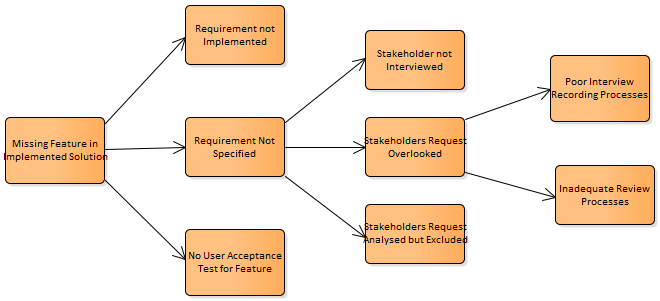 Requirement not
Implemented
Stakeholder not
Interviewed
Poor Interview
Recording Processes
Missing Feature in
Implemented Solution
Requirement Not
Specified
Stakeholders Request
Overlooked
Inadequate Review
Processes
No User Acceptance
Test for Feature
Stakeholders Request
Analysed but Excluded